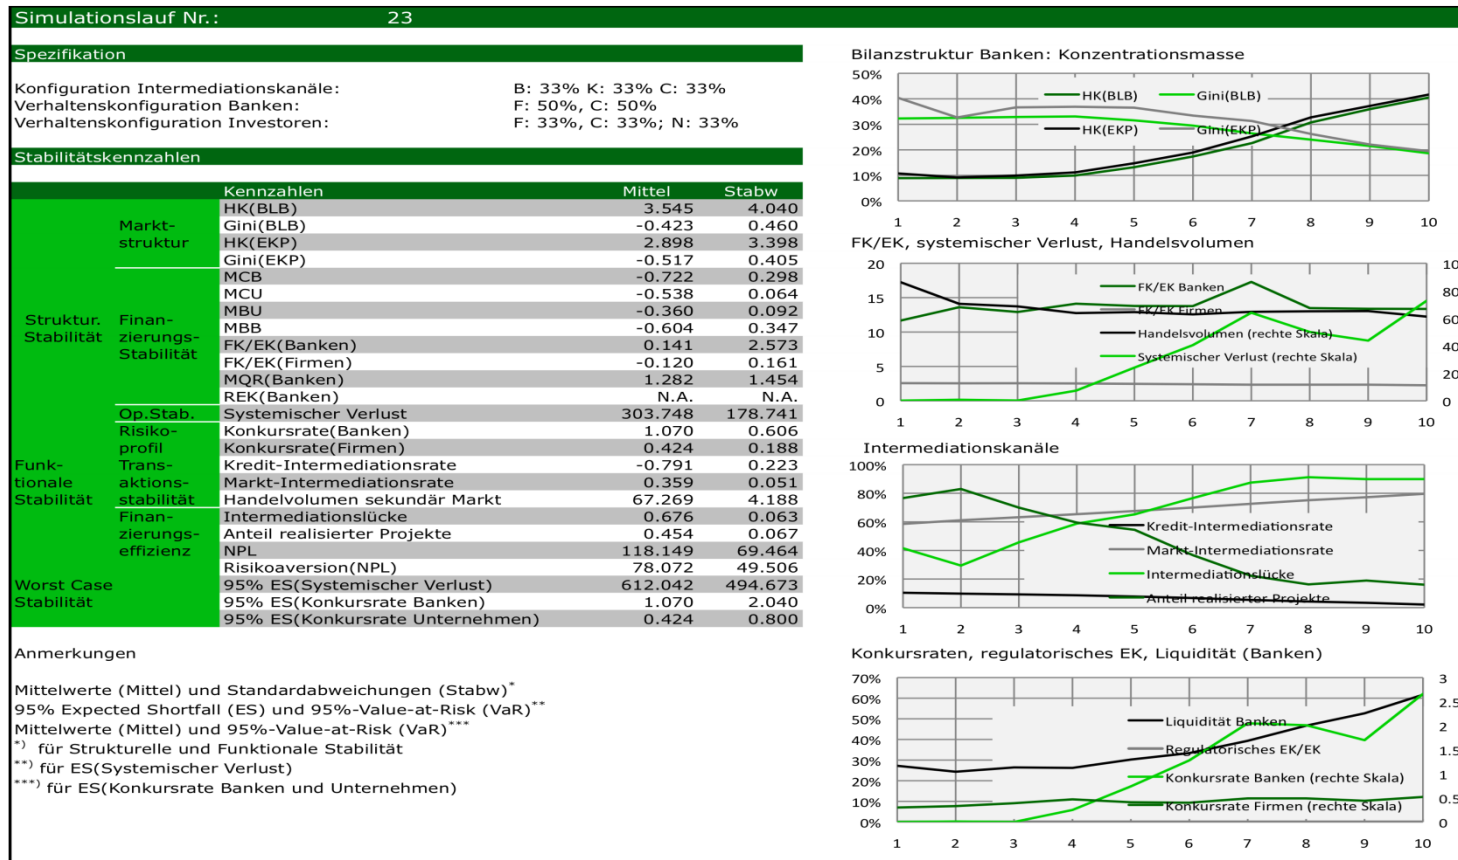 Simulationslauf Nr.: 23
Spezifikation
Konfiguration Intermediationskanäle: B: 33% K: 33% C: 33%
Verhaltenskonfiguration Banken: F: 50%, C: 50%
Verhaltenskonfiguration Investoren: F: 33%, C: 33%; N: 33%
Stabilitätskennzahlen
Kennzahlen Mittel Stabw
HK(BLB) 3.545 4.040
Markt- Gini(BLB) -0.423 0.460
struktur HK(EKP) 2.898 3.398
Gini(EKP) -0.517 0.405
MCB -0.722 0.298
MCU -0.538 0.064
MBU -0.360 0.092
Struktur. Finan- MBB -0.604 0.347
Stabilität zierungs- FK/EK(Banken) 0.141 2.573
Stabilität FK/EK(Firmen) -0.120 0.161
MQR(Banken) 1.282 1.454
REK(Banken) N.A. N.A.
Op.Stab. Systemischer Verlust 303.748 178.741
Risiko- Konkursrate(Banken) 1.070 0.606
profil Konkursrate(Firmen) 0.424 0.188
Funk- Trans- Kredit-Intermediationsrate -0.791 0.223
tionale aktions- Markt-Intermediationsrate 0.359 0.051
Stabilität stabilität Handelvolumen sekundär Markt 67.269 4.188
Finan- Intermediationslücke 0.676 0.063
zierungs- Anteil realisierter Projekte 0.454 0.067
effizienz NPL 118.149 69.464
Risikoaversion(NPL) 78.072 49.506
Worst Case 95% ES(Systemischer Verlust) 612.042 494.673
Stabilität 95% ES(Konkursrate Banken) 1.070 2.040
95% ES(Konkursrate Unternehmen) 0.424 0.800
Anmerkungen
Mittelwerte (Mittel) und Standardabweichungen (Stabw)*
95% Expected Shortfall (ES) und 95%-Value-at-Risk (VaR)**
Mittelwerte (Mittel) und 95%-Value-at-Risk (VaR)***
*) für Strukturelle und Funktionale Stabilität
**) für ES(Systemischer Verlust)
***) für ES(Konkursrate Banken und Unternehmen)
Bilanzstruktur Banken: Konzentrationsmasse
50%
40%
30%
20%
10%
0%
HK(BLB) Gini(BLB)
HK(EKP) Gini(EKP)
1 2 3 4 5 6 7 8 9 10
FK/EK, systemischer Verlust, Handelsvolumen
20 10
15 80
10 60
5 40
0 20
0
FK/EK Banken
FK/EK Firmen
Handelsvolumen (rechte Skala)
Systemischer Verlust (rechte Skala)
1 2 3 4 5 6 7 8 9 10
Intermediationskanäle
100%
80%
60%
40%
20%
0%
Kredit-Intermediationsrate
Markt-Intermediationsrate
Intermediationslücke
Anteil realisierter Projekte
1 2 3 4 5 6 7 8 9 10
Konkursraten, regulatorisches EK, Liquidität (Banken)
70% 3
60% 2.5
50% 2
40% 1.5
30% 1
20% 0.5
10% 0
0%
Liquidität Banken
Regulatorisches EK/EK
Konkursrate Banken (rechte Skala)
Konkursrate Firmen (rechte Skala)
1 2 3 4 5 6 7 8 9 10